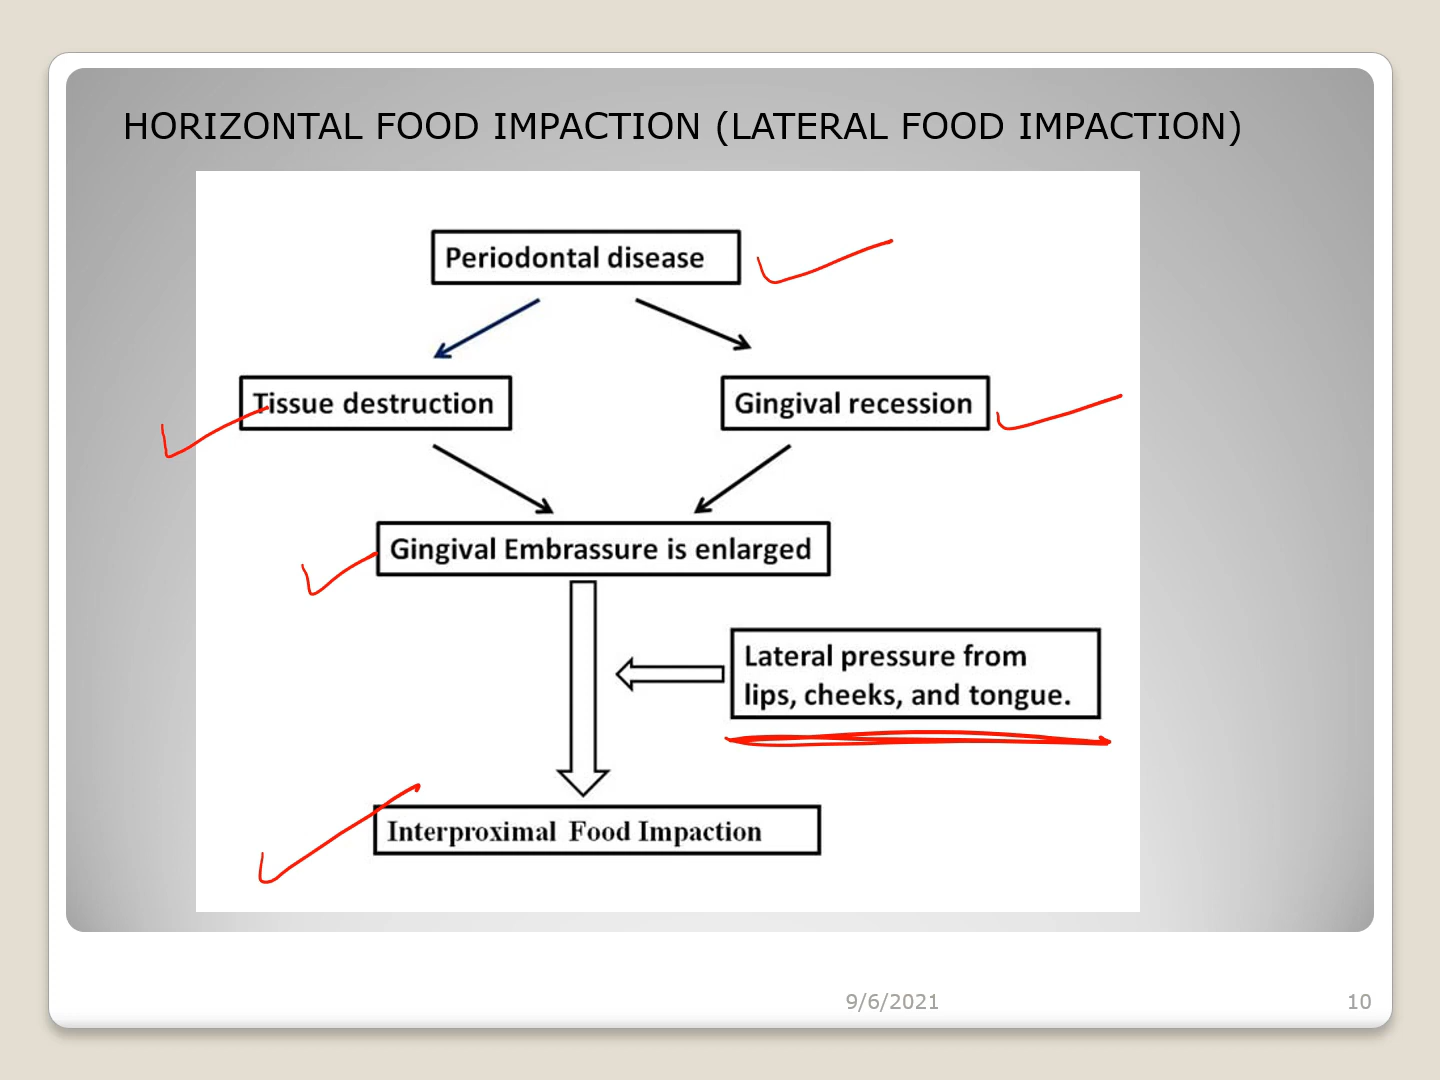 HORIZONTAL FOOD IMPACTION (LATERAL FOOD IMPACTION)
Periodontal disease
Tissue destruction
Gingival recession
Gingival Embrassure is enlarged
Lateral pressure from
lips, cheeks, and tongue.
Interproximal Food Impaction
9/6/2021
10